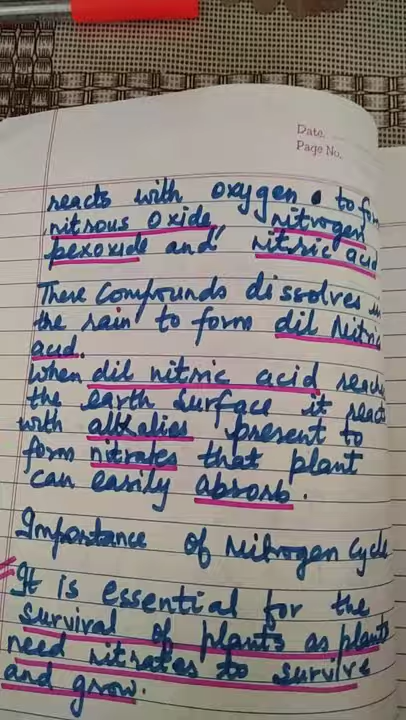 Date.
Page No.
reacts with oxygen to form
nitrous oxide, nitrogen
peroxide and nitric acid
These Compounds dissolves in
the rain to form dil Nitric
acid.
When dil nitric acid reach
the earth surface it react
with alkalies present to
form nitrates that plant
can easily absorb.
Importance of Nitrogen Cycle
It is essential for the
survival of plants as plants
need nitrates to survive
and grow.